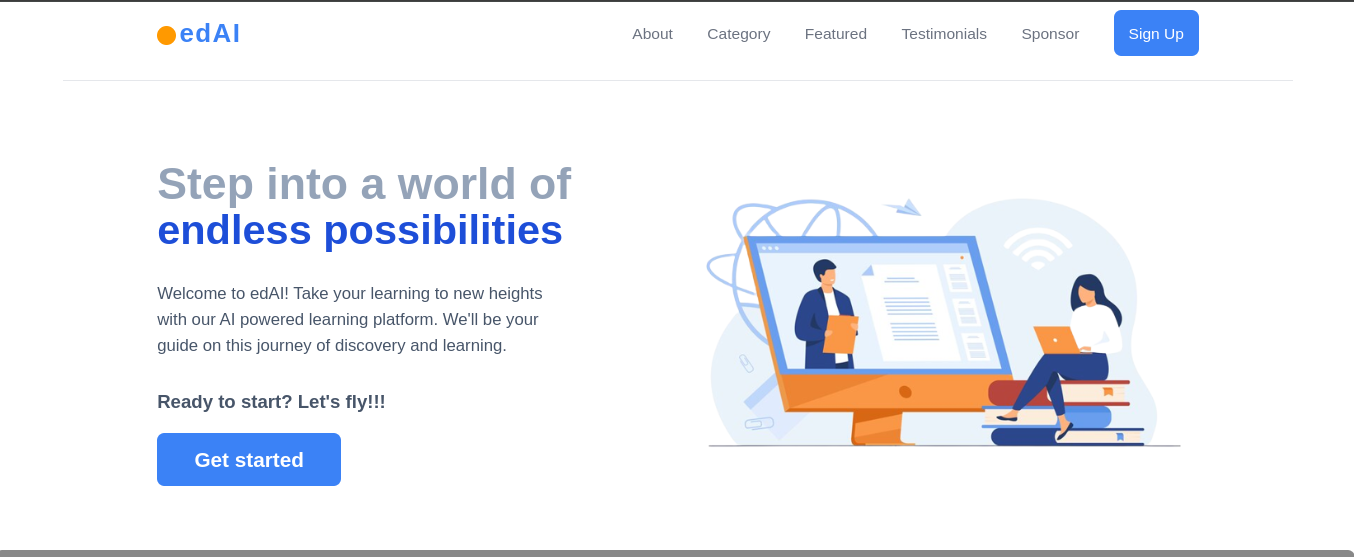 edAI
About
Category
Featured
Testimonials
Sponsor
Sign Up
Step into a world of
endless possibilities
Welcome to edAI! Take your learning to new heights
with our AI powered learning platform. We'll be your
guide on this journey of discovery and learning.
Ready to start? Let's fly!!!
Get started